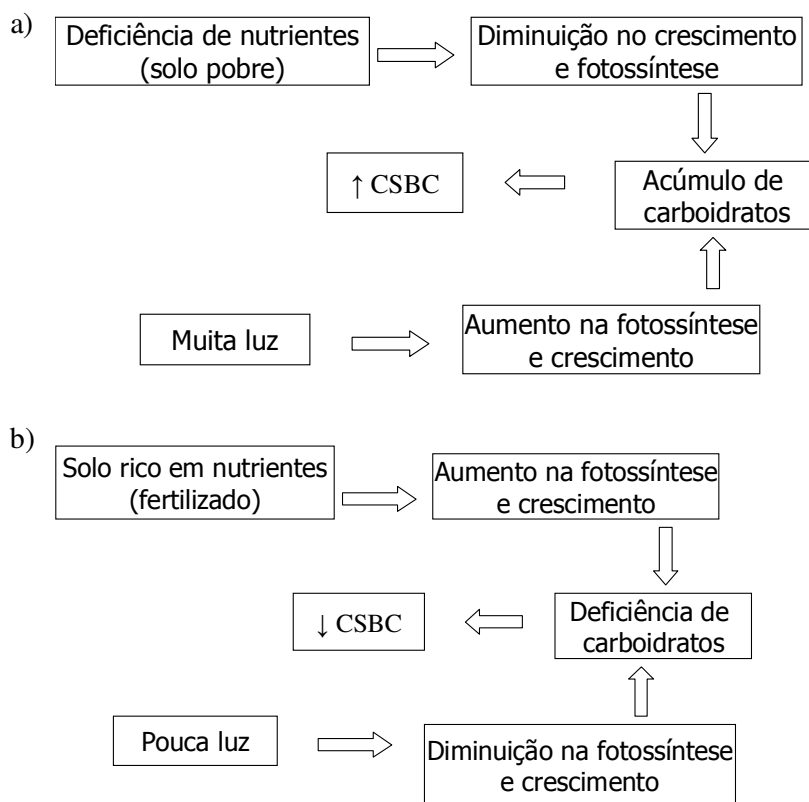 a)
Deficiência de nutrientes
(solo pobre)
Diminuição no crescimento
e fotossíntese
↑ CSBC
Acúmulo de
carboidratos
Muita luz
Aumento na fotossíntese
e crescimento
b)
Solo rico em nutrientes
(fertilizado)
Aumento na fotossíntese
e crescimento
↓ CSBC
Deficiência de
carboidratos
Pouca luz
Diminuição na fotossíntese
e crescimento